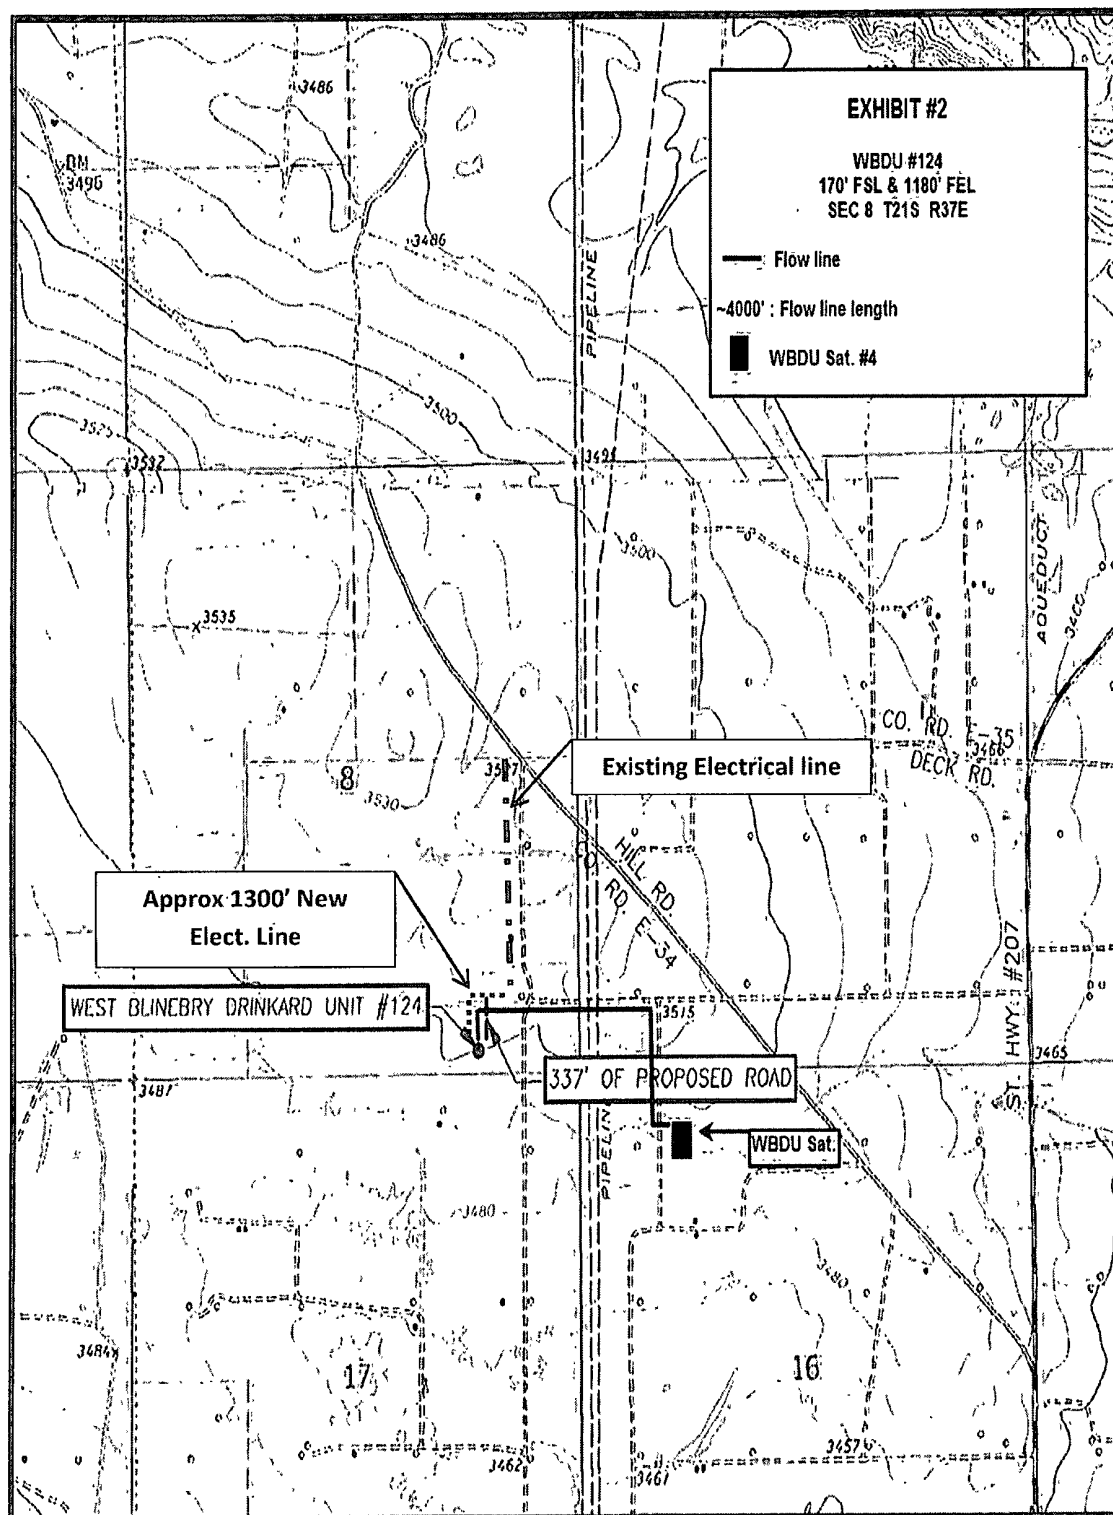 EXHIBIT #2
WBDU #124
170' FSL & 1180' FEL
SEC 8 T21S R37E
Flow line
~4000' : Flow line length
WBDU Sat. #4
3486
BM
3496
3486
PIPELINE
3500
3525
3532
3495
3500
AQUEDUCT
3400
3535
CO. RD. E-35
3466
DECK RD.
8
3530
Existing Electrical line
HILL RD.
CO. RD. E-34
Approx 1300' New
Elect. Line
WEST BLINEBRY DRINKARD UNIT #124
3515
ST. HWY. #207
3465
337' OF PROPOSED ROAD
3487
PIPELINE
WBDU Sat.
3480
3480
3484
17
16
3462
3461
3457